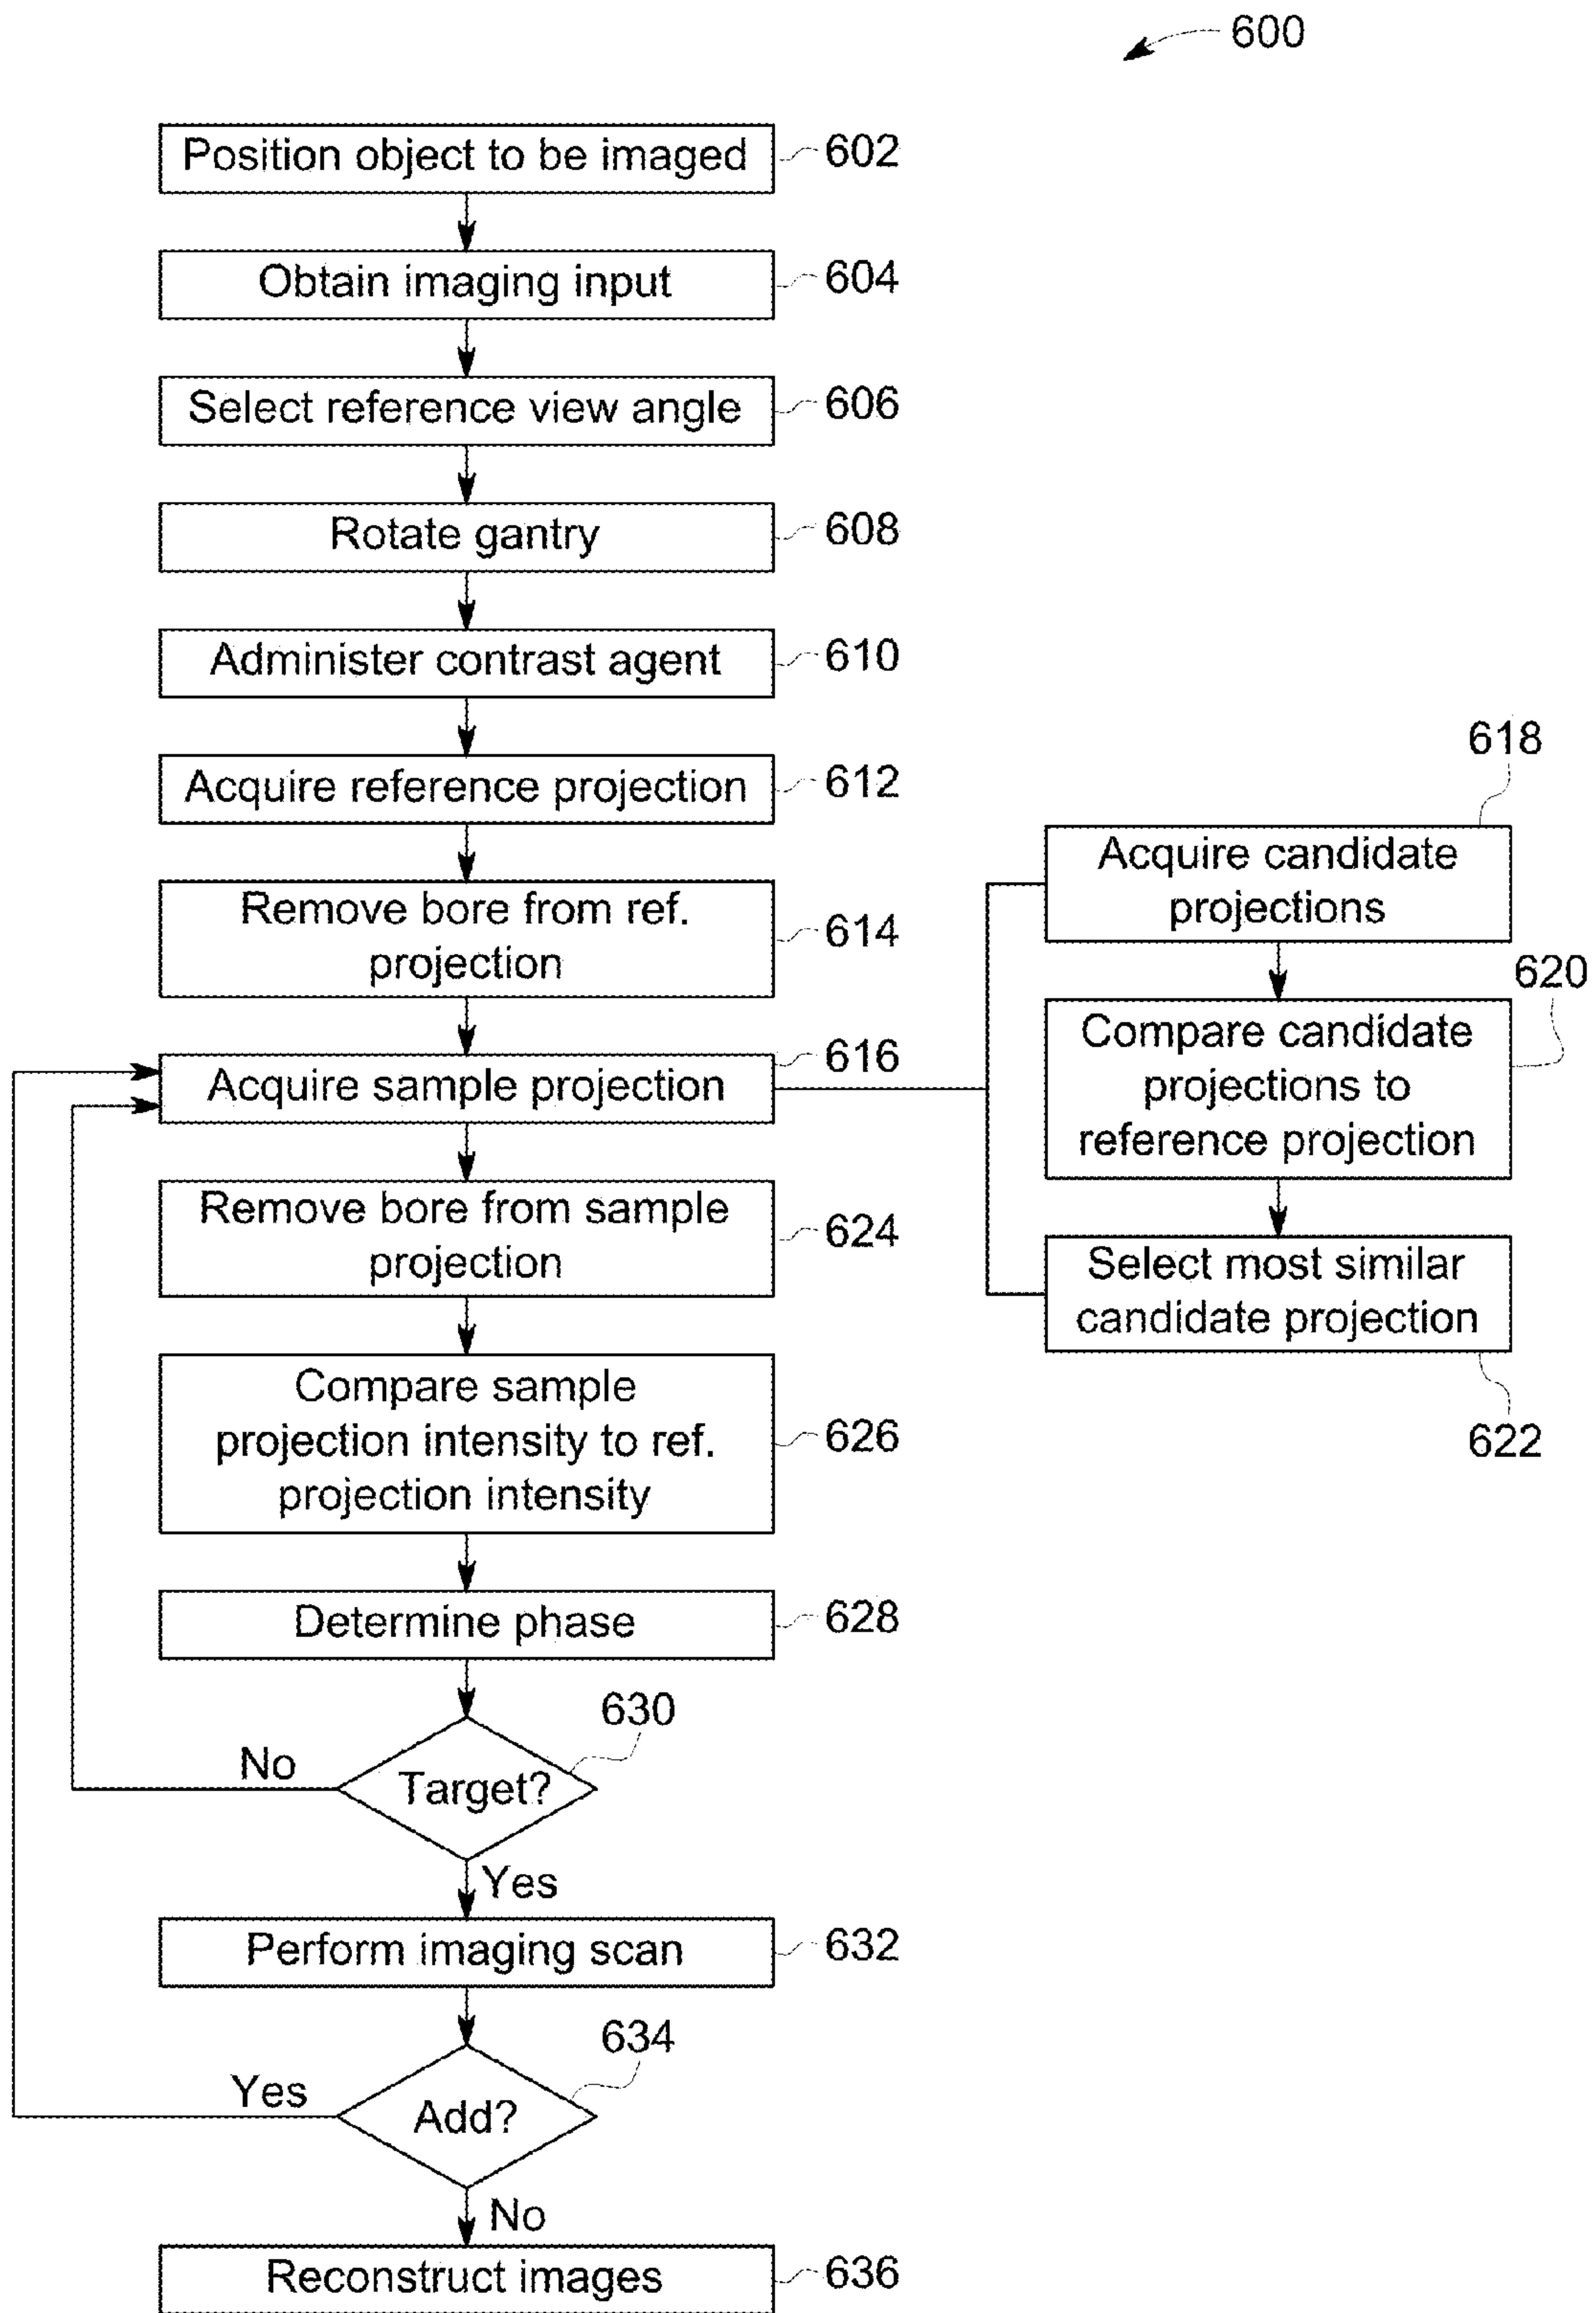 600
Position object to be imaged
602
Obtain imaging input
604
Select reference view angle
606
Rotate gantry
608
Administer contrast agent
610
Acquire reference projection
612
Remove bore from ref.
projection
614
Acquire sample projection
616
618
Acquire candidate
projections
620
Compare candidate
projections to
reference projection
Select most similar
candidate projection
622
Remove bore from sample
projection
624
Compare sample
projection intensity to ref.
projection intensity
626
Determine phase
628
630
Target?
No
Yes
Perform imaging scan
632
634
Add?
Yes
No
Reconstruct images
636